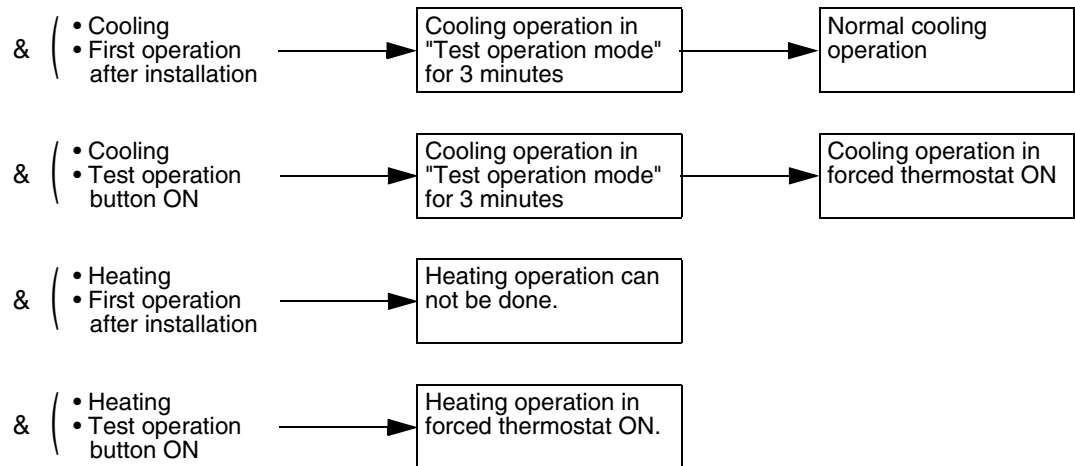 & ( • Cooling
• First operation
after installation
Cooling operation in
"Test operation mode"
for 3 minutes
Normal cooling
operation
& ( • Cooling
• Test operation
button ON
Cooling operation in
"Test operation mode"
for 3 minutes
Cooling operation in
forced thermostat ON
& ( • Heating
• First operation
after installation
Heating operation can
not be done.
& ( • Heating
• Test operation
button ON
Heating operation in
forced thermostat ON.